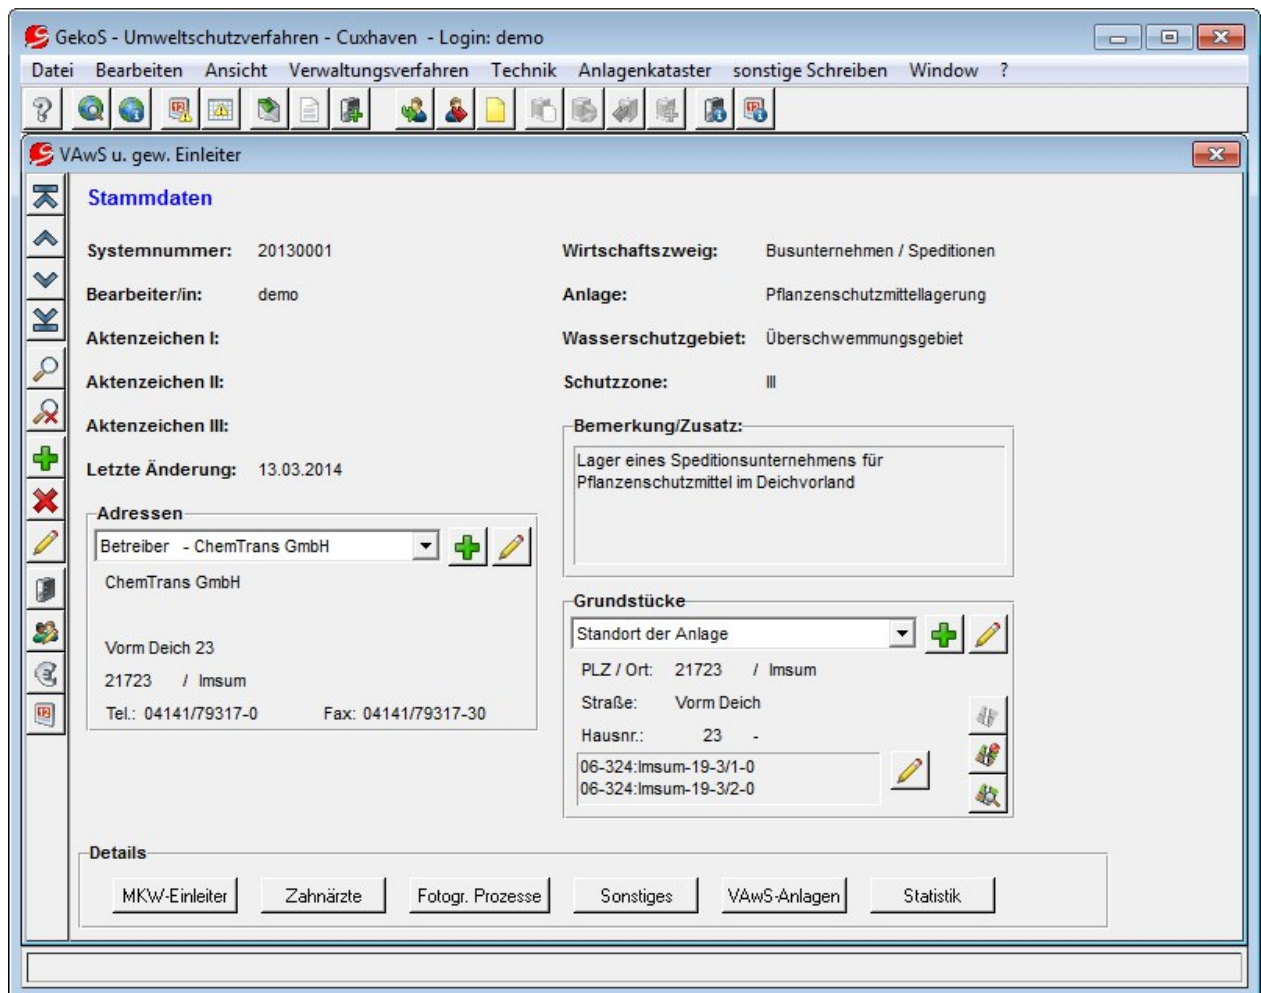 GekoS - Umweltschutzverfahren - Cuxhaven - Login: demo
Datei Bearbeiten Ansicht Verwaltungsverfahren Technik Anlagenkataster sonstige Schreiben Window ?
VAwS u. gew. Einleiter
Stammdaten
Systemnummer: 20130001
Bearbeiter/in: demo
Aktenzeichen I:
Aktenzeichen II:
Aktenzeichen III:
Letzte Änderung: 13.03.2014
Adressen
Betreiber - ChemTrans GmbH
ChemTrans GmbH
Vorm Deich 23
21723 / Imsum
Tel.: 04141/79317-0 Fax: 04141/79317-30
Wirtschaftszweig: Busunternehmen / Speditionen
Anlage: Pflanzenschutzmittellagerung
Wasserschutzgebiet: Überschwemmungsgebiet
Schutzzone: III
Bemerkung/Zusatz:
Lager eines Speditionsunternehmens für
Pflanzenschutzmittel im Deichvorland
Grundstücke
Standort der Anlage
PLZ / Ort: 21723 / Imsum
Straße: Vorm Deich
Hausnr.: 23 -
06-324:Imsum-19-3/1-0
06-324:Imsum-19-3/2-0
Details
MKW-Einleiter Zahnärzte Fotogr. Prozesse Sonstiges VAwS-Anlagen Statistik